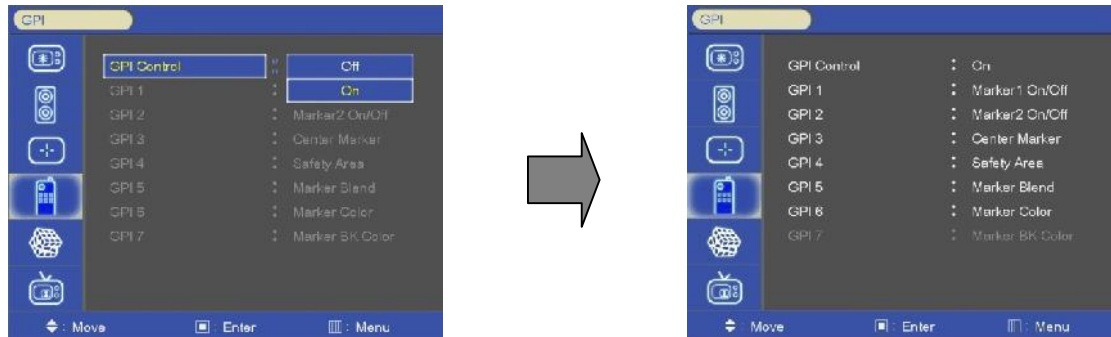 GPI
GPI Control : Off
On
GPI 1 :
GPI 2 : Marker2 On/Off
GPI 3 : Center Marker
GPI 4 : Safety Area
GPI 5 : Marker Blend
GPI 6 : Marker Color
GPI 7 : Marker BK Color
: Move : Enter : Menu
GPI
GPI Control : On
GPI 1 : Marker1 On/Off
GPI 2 : Marker2 On/Off
GPI 3 : Center Marker
GPI 4 : Safety Area
GPI 5 : Marker Blend
GPI 6 : Marker Color
GPI 7 : Marker BK Color
: Move : Enter : Menu